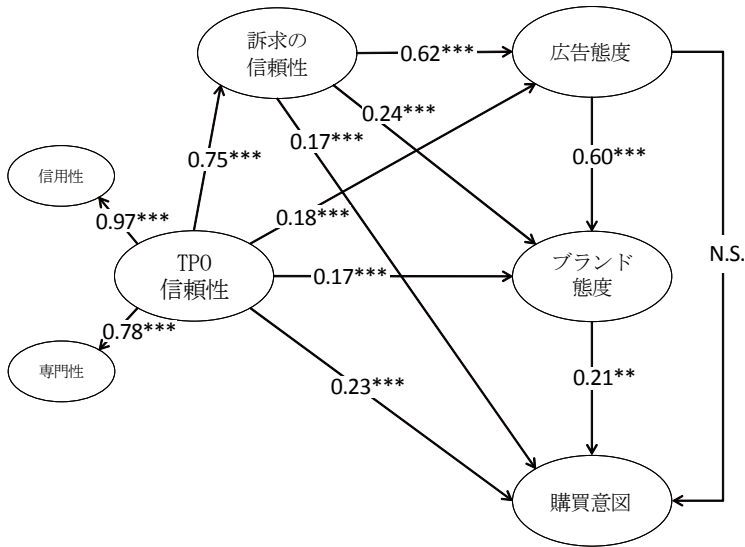 訴求の
信頼性
0.62***
広告態度
0.24***
0.17***
0.75***
0.60***
信用性
0.97***
0.18***
TPO
信頼性
0.17***
ブランド
態度
N.S.
0.78***
専門性
0.23***
0.21**
購買意図